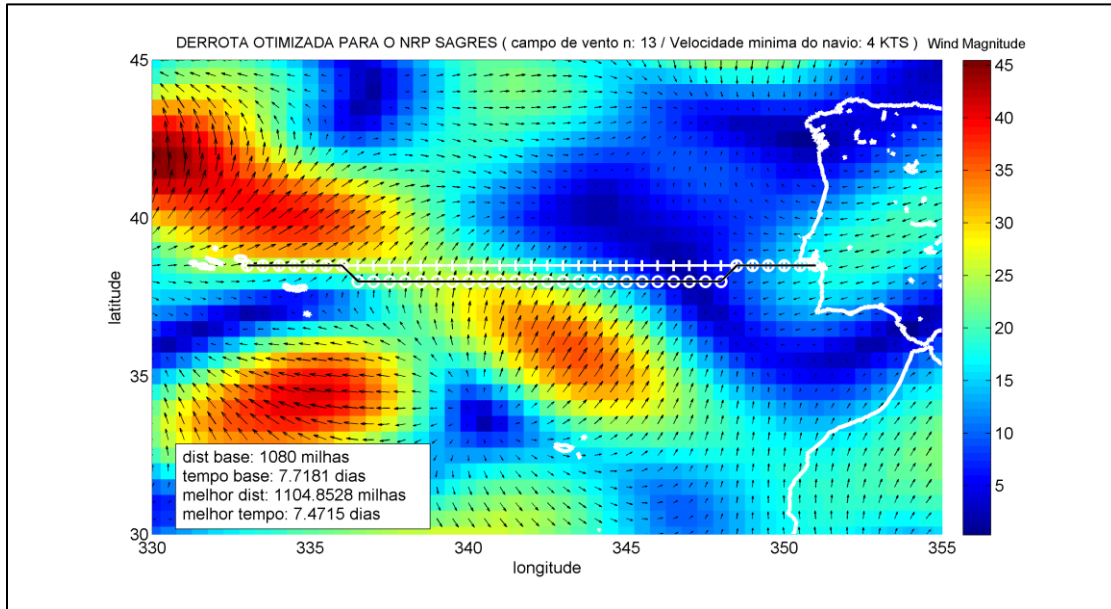 DERROTA OTIMIZADA PARA O NRP SAGRES ( campo de vento n: 13 / Velocidade minima do navio: 4 KTS ) Wind Magnitude
45
40
35
30
latitude
330
335
340
345
350
355
longitude
45
40
35
30
25
20
15
10
5
dist base: 1080 milhas
tempo base: 7.7181 dias
melhor dist: 1104.8528 milhas
melhor tempo: 7.4715 dias